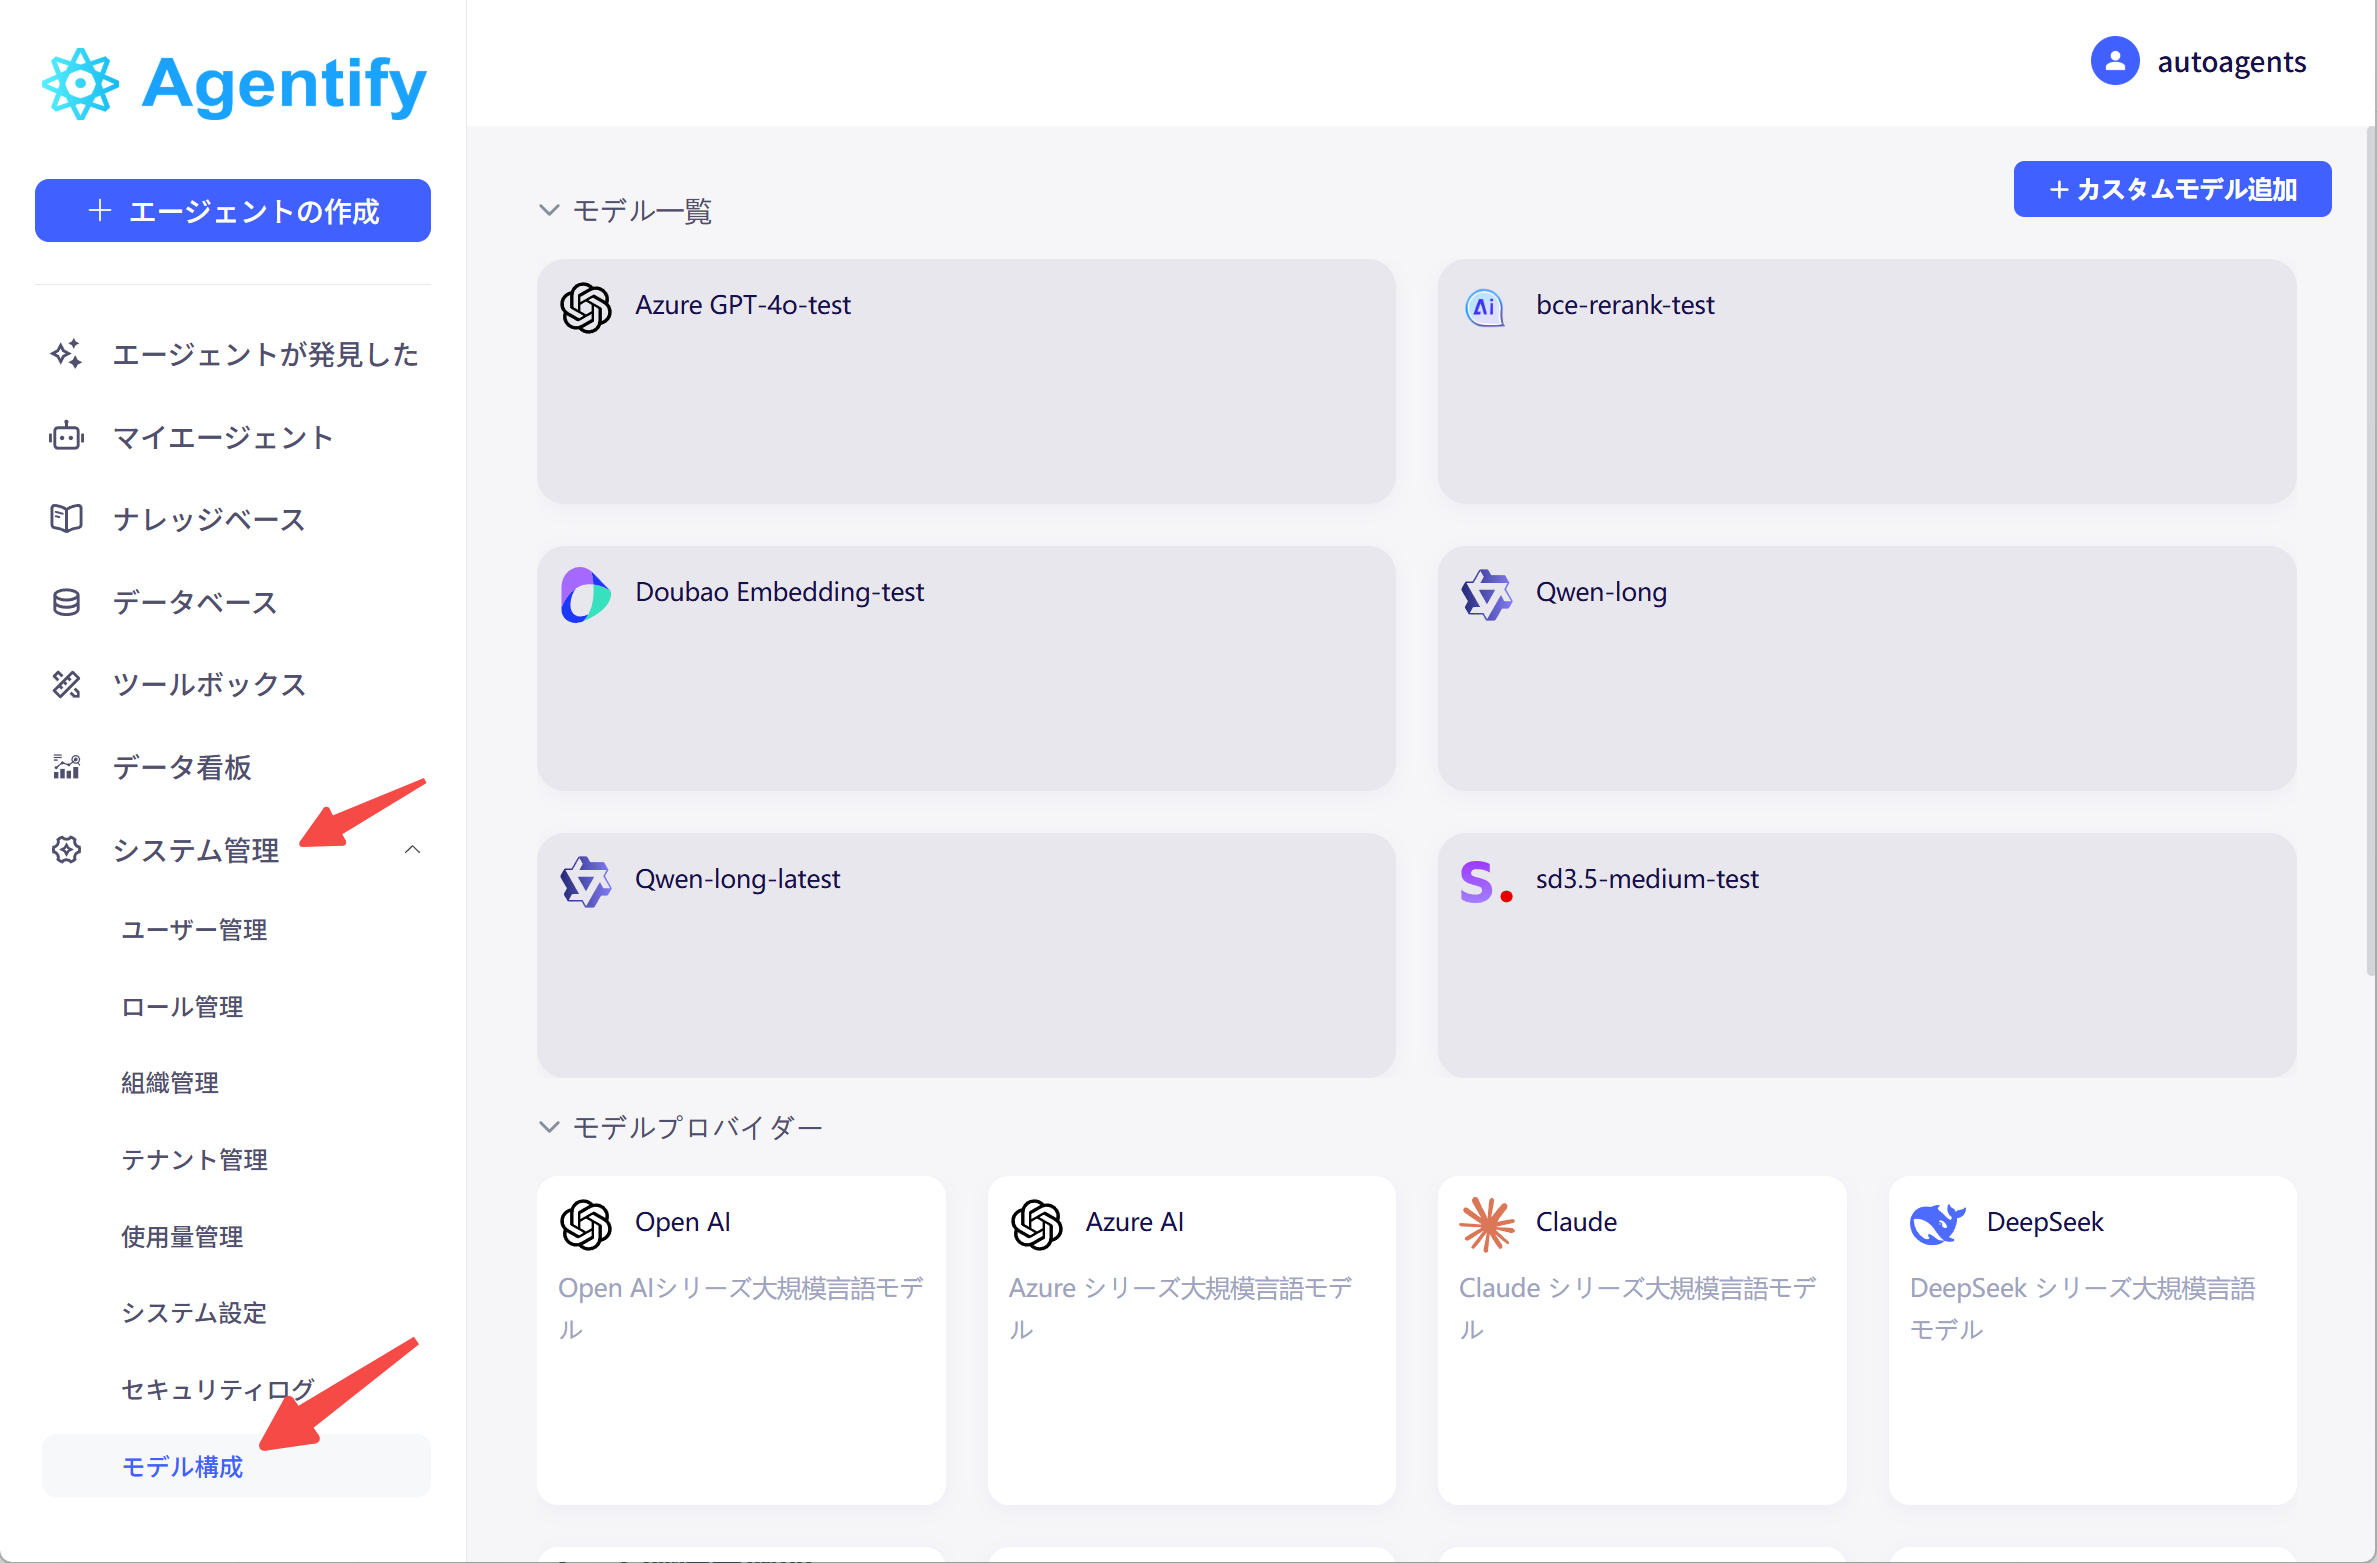 Agentify
autoagents
＋ エージェントの作成
エージェントが発見した
マイエージェント
ナレッジベース
データベース
ツールボックス
データ看板
システム管理
ユーザー管理
ロール管理
組織管理
テナント管理
使用量管理
システム設定
セキュリティログ
モデル構成
モデル一覧
+ カスタムモデル追加
Azure GPT-4o-test
Ai
bce-rerank-test
Doubao Embedding-test
Qwen-long
Qwen-long-latest
S.
sd3.5-medium-test
モデルプロバイダー
Open AI
Open AIシリーズ大規模言語モデ
ル
Azure AI
Azure シリーズ大規模言語モデ
ル
Claude
Claude シリーズ大規模言語モデ
ル
DeepSeek
DeepSeek シリーズ大規模言語
モデル